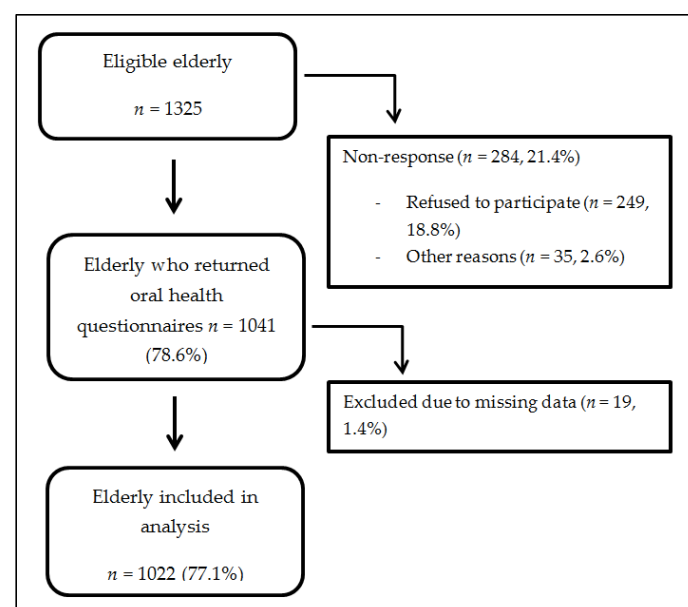 Eligible elderly
n = 1325
Non-response (n = 284, 21.4%)
- Refused to participate (n = 249,
18.8%)
- Other reasons (n = 35, 2.6%)
Elderly who returned
oral health
questionnaires n = 1041
(78.6%)
Excluded due to missing data (n = 19,
1.4%)
Elderly included in
analysis
n = 1022 (77.1%)